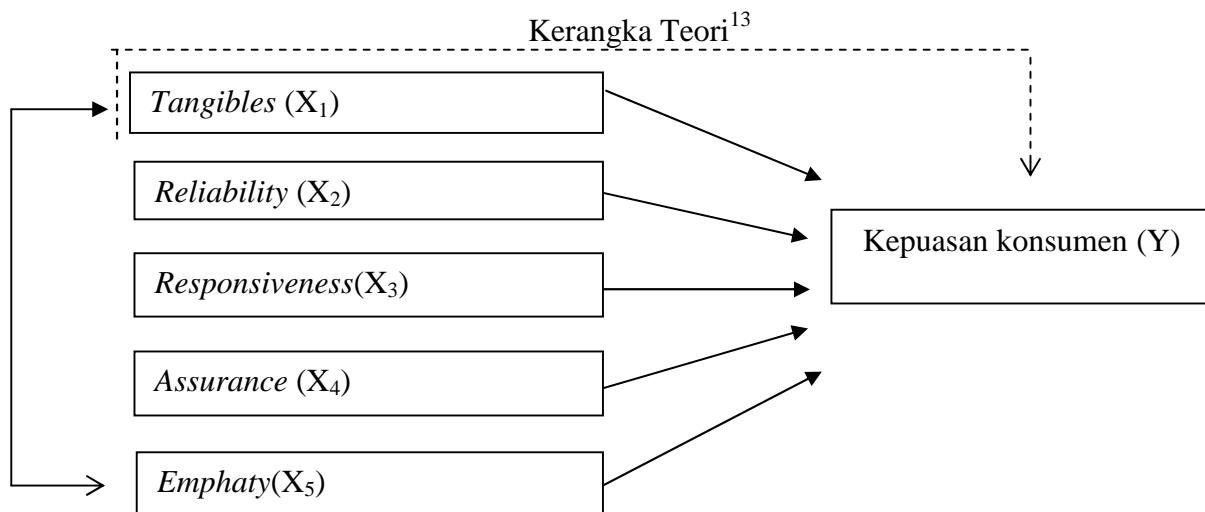 Kerangka Teori¹³
Tangibles (X₁)
Reliability (X₂)
Responsiveness(X₃)
Assurance (X₄)
Emphaty(X₅)
Kepuasan konsumen (Y)